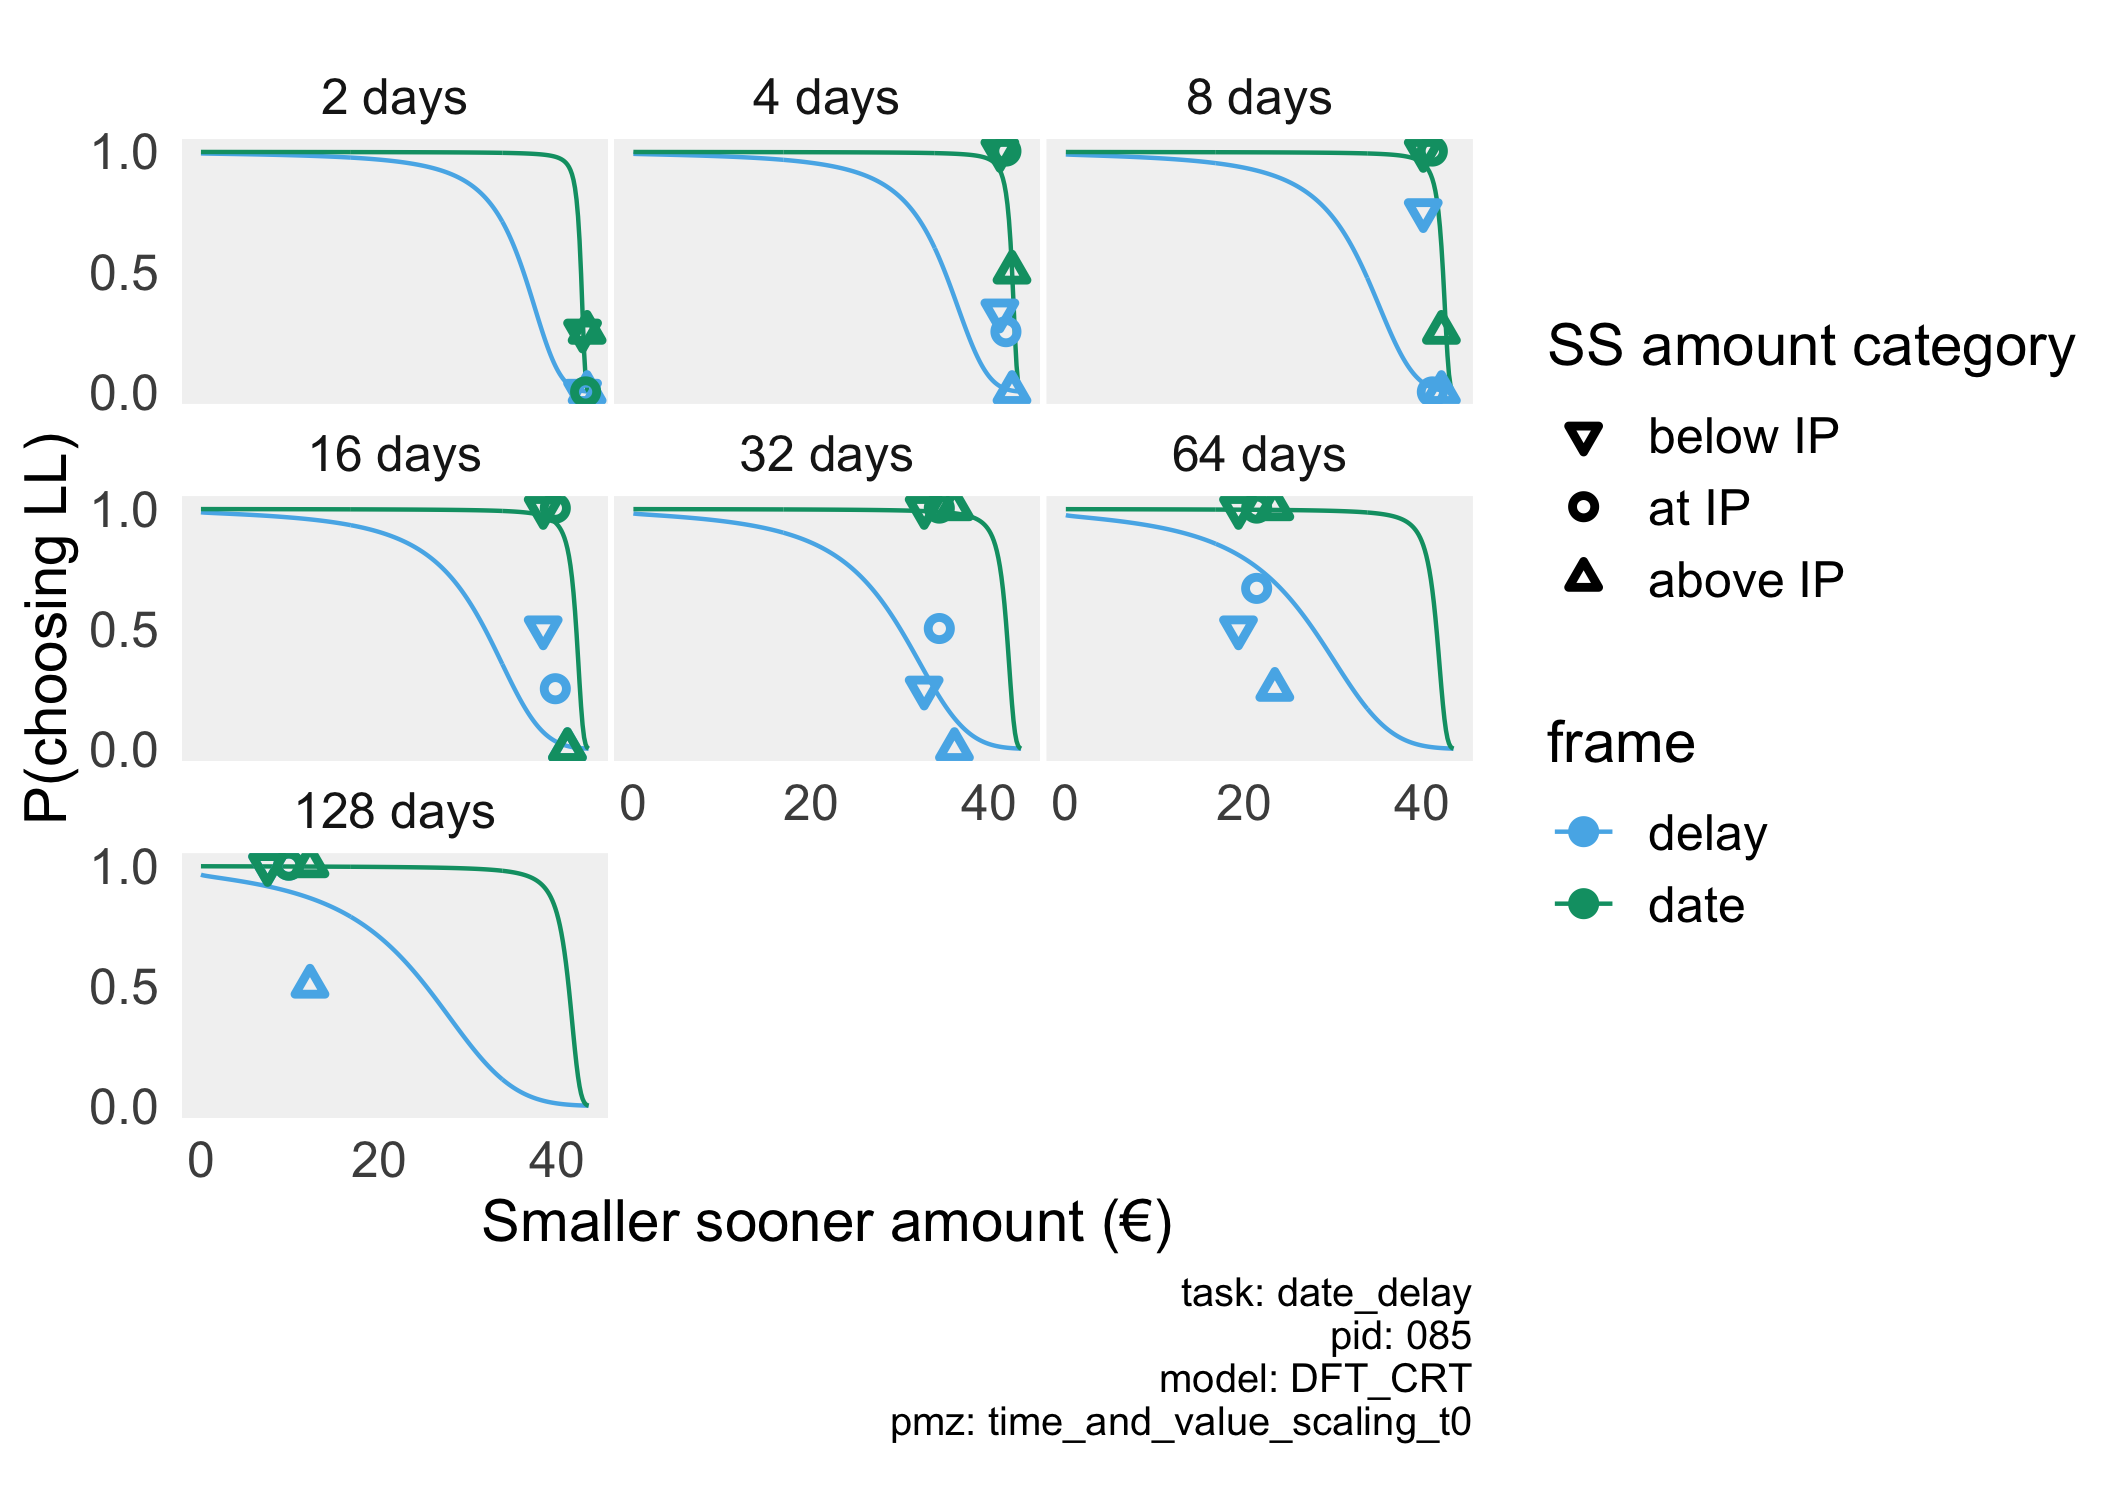 2 days
4 days
8 days
1.0
0.5
0.0
16 days
32 days
64 days
1.0
0.5
0.0
0 20 40
0 20 40
128 days
1.0
0.5
0.0
0 20 40
P(choosing LL)
Smaller sooner amount (€)
SS amount category
below IP
at IP
above IP
frame
delay
date
task: date_delay
pid: 085
model: DFT_CRT
pmz: time_and_value_scaling_t0